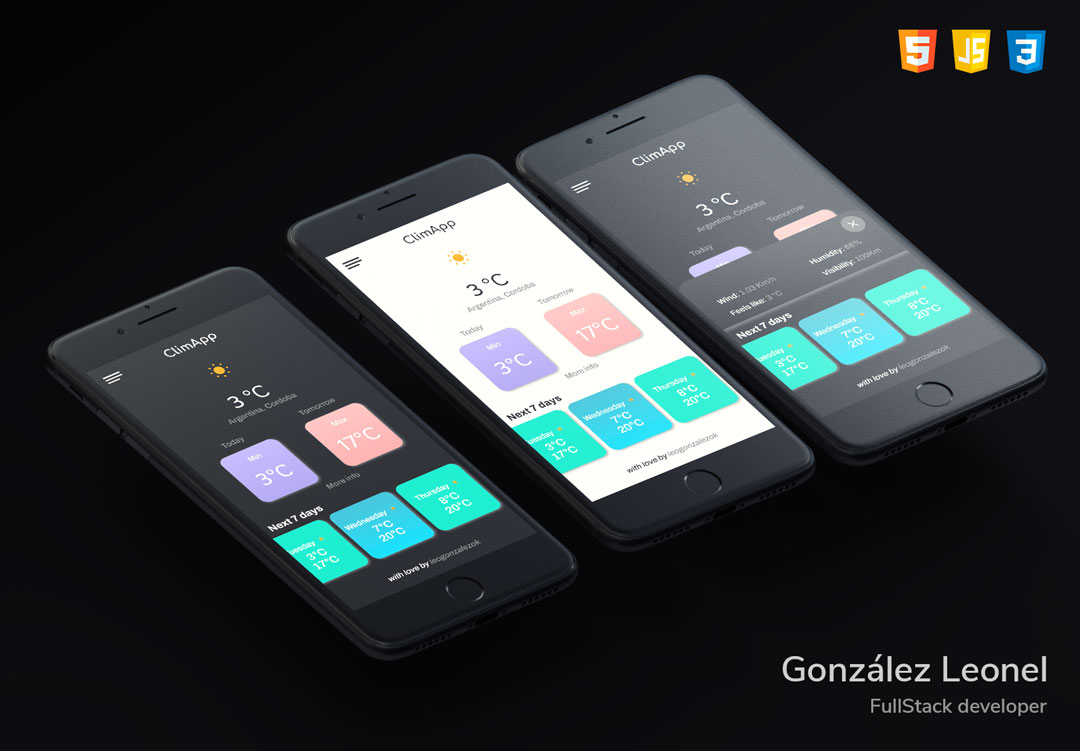 5 JS 3
ClimApp
3°C
Argentina, Cordoba
Today Tomorrow
Min
3°C
Max
17°C
More info
Next 7 days
uesday
3°C
17°C
Wednesday
7°C
20°C
Thursday
8°C
20°C
with love by leogonzalezok
ClimApp
3°C
Argentina, Cordoba
Today Tomorrow
Min
3°C
Max
17°C
More info
Next 7 days
uesday
3°C
17°C
Wednesday
7°C
20°C
Thursday
8°C
20°C
with love by leogonzalezok
ClimApp
3°C
Argentina, Cordoba
Today Tomorrow
Wind: 1.03 Km/h
Humidity: 68%
Feels like: 3 °C
Visibility: 100Km
Next 7 days
uesday
3°C
17°C
Wednesday
7°C
20°C
Thursday
8°C
20°C
with love by leogonzalezok
González Leonel
FullStack developer